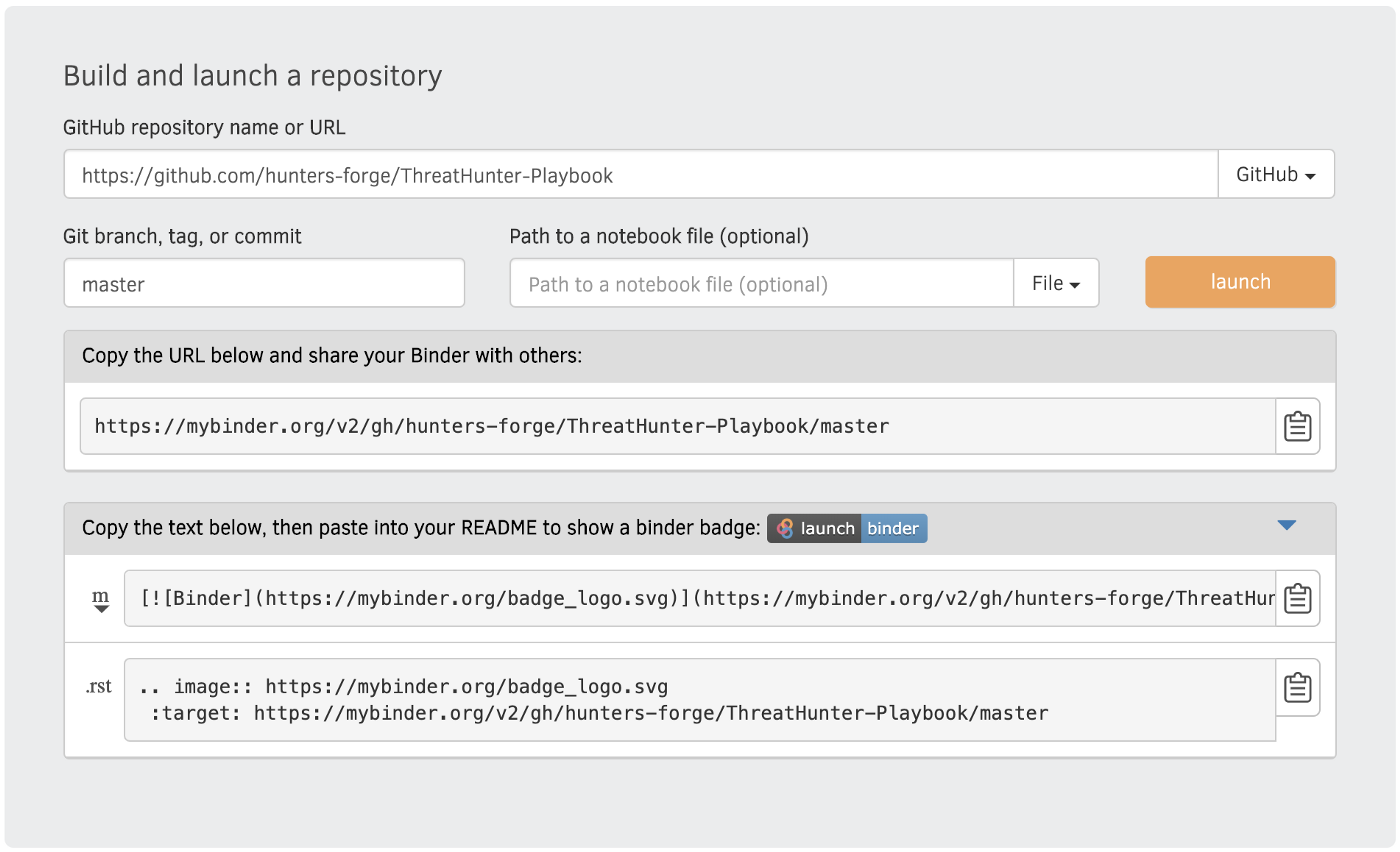 Build and launch a repository
GitHub repository name or URL
https://github.com/hunters-forge/ThreatHunter-Playbook
GitHub
Git branch, tag, or commit
Path to a notebook file (optional)
master
Path to a notebook file (optional)
File
launch
Copy the URL below and share your Binder with others:
https://mybinder.org/v2/gh/hunters-forge/ThreatHunter-Playbook/master
Copy the text below, then paste into your README to show a binder badge: launch binder
m
[![Binder](https://mybinder.org/badge_logo.svg)](https://mybinder.org/v2/gh/hunters-forge/ThreatHun
.rst
.. image:: https://mybinder.org/badge_logo.svg
:target: https://mybinder.org/v2/gh/hunters-forge/ThreatHunter-Playbook/master